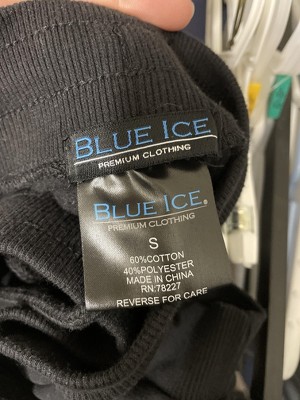 BLUE ICE
PREMIUM CLOTHING
BLUE ICE®
PREMIUM CLOTHING
S
60%COTTON
40%POLYESTER
MADE IN CHINA
RN:78227
REVERSE FOR CARE